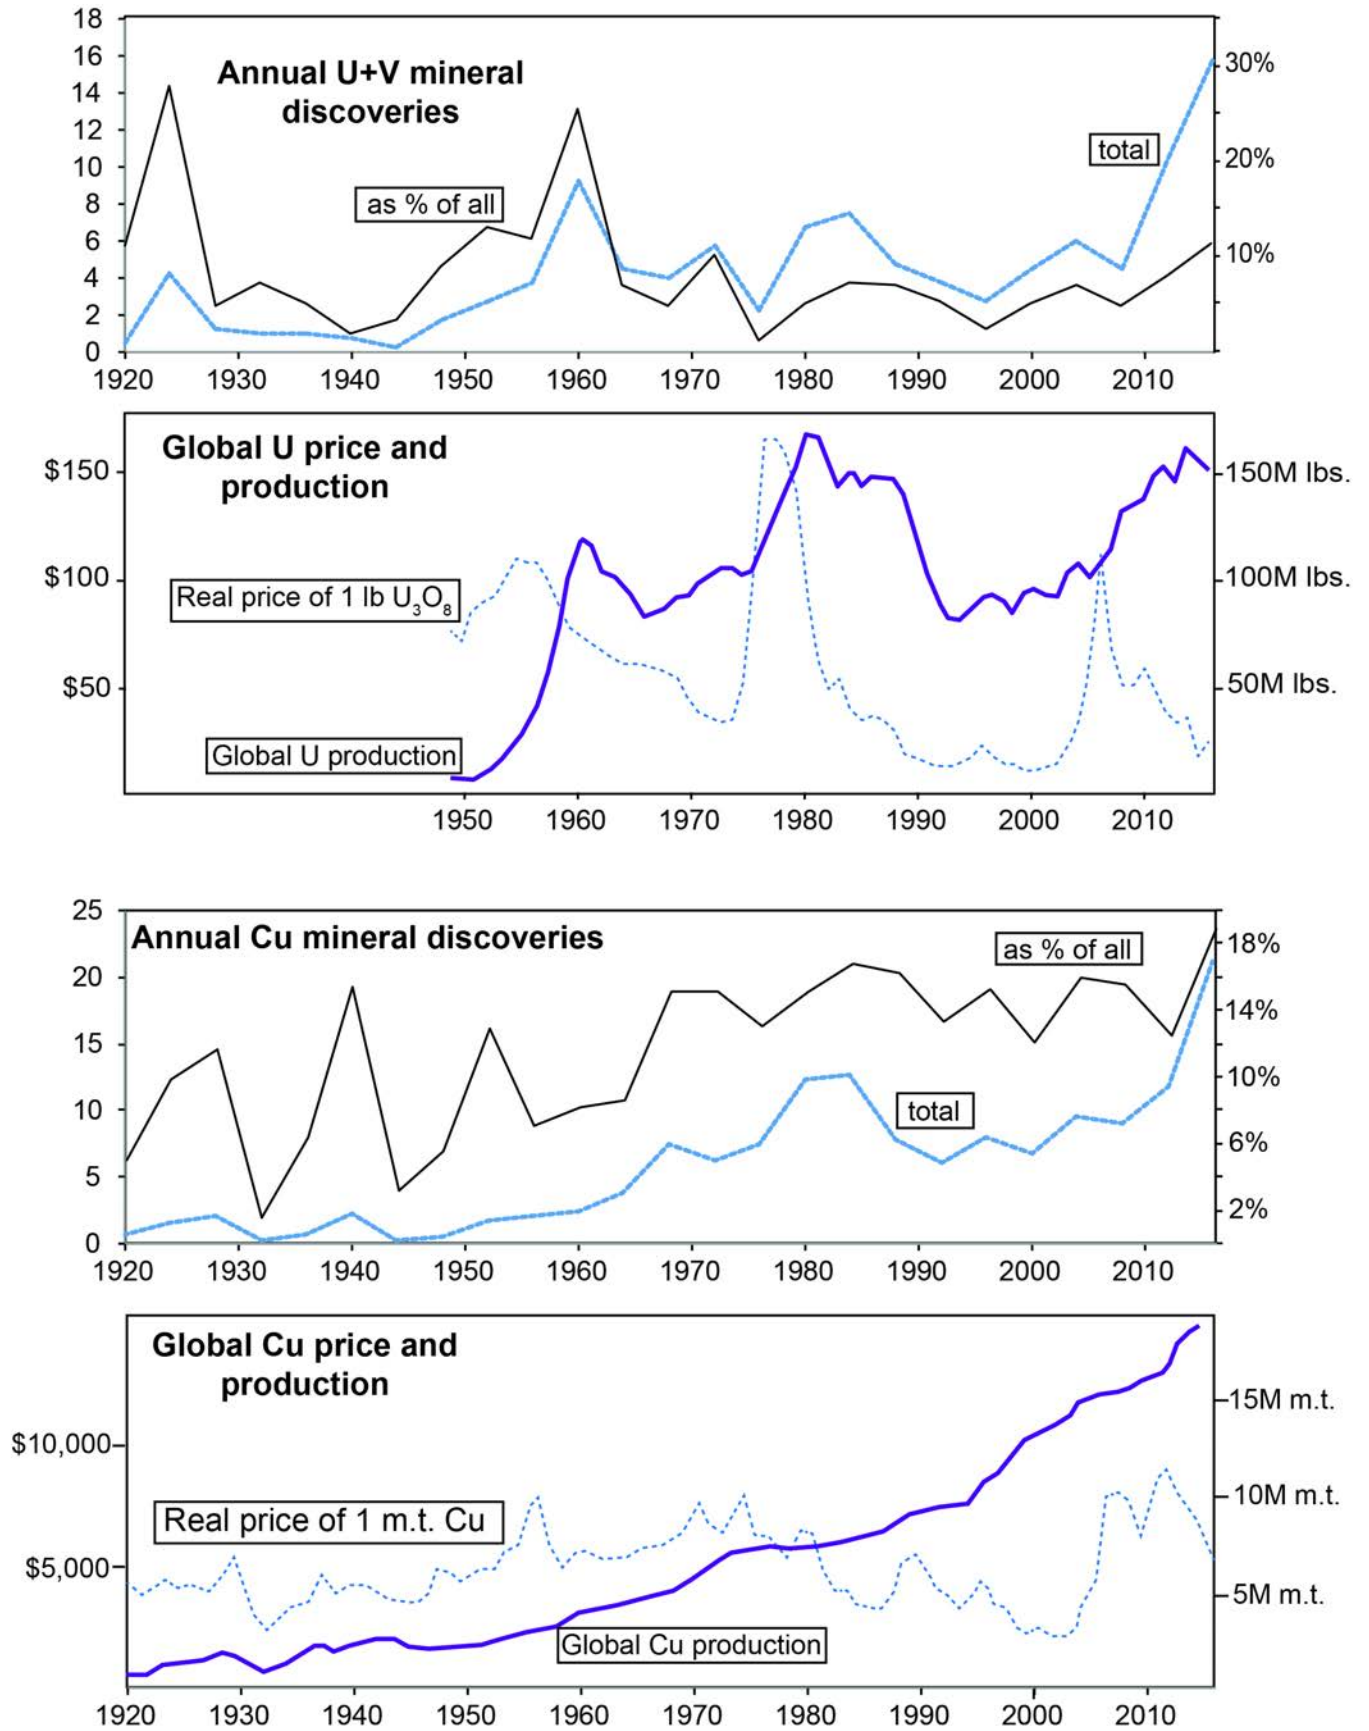 Annual U+V mineral
discoveries
as % of all
total
18
16
14
12
10
8
6
4
2
0
30%
20%
10%
1920 1930 1940 1950 1960 1970 1980 1990 2000 2010
Global U price and
production
Real price of 1 lb U₃O₈
Global U production
$150
$100
$50
150M lbs.
100M lbs.
50M lbs.
1950 1960 1970 1980 1990 2000 2010
Annual Cu mineral discoveries
as % of all
total
25
20
15
10
5
0
18%
14%
10%
6%
2%
1920 1930 1940 1950 1960 1970 1980 1990 2000 2010
Global Cu price and
production
Real price of 1 m.t. Cu
Global Cu production
$10,000
$5,000
15M m.t.
10M m.t.
5M m.t.
1920 1930 1940 1950 1960 1970 1980 1990 2000 2010